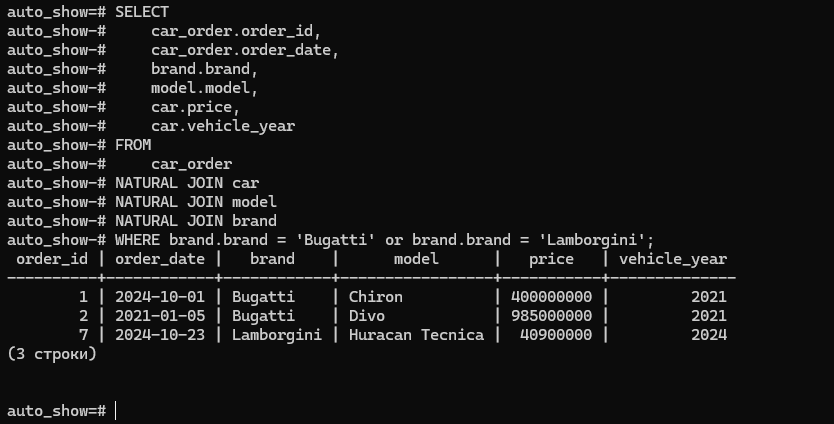 auto_show=# SELECT
auto_show-#     car_order.order_id,
auto_show-#     car_order.order_date,
auto_show-#     brand.brand,
auto_show-#     model.model,
auto_show-#     car.price,
auto_show-#     car.vehicle_year
auto_show-# FROM
auto_show-#     car_order
auto_show-# NATURAL JOIN car
auto_show-# NATURAL JOIN model
auto_show-# NATURAL JOIN brand
auto_show-# WHERE brand.brand = 'Bugatti' or brand.brand = 'Lamborgini';
 order_id | order_date |   brand    |      model      |   price   | vehicle_year
----------+------------+------------+-----------------+-----------+--------------
        1 | 2024-10-01 | Bugatti    | Chiron          | 400000000 |         2021
        2 | 2021-01-05 | Bugatti    | Divo            | 985000000 |         2021
        7 | 2024-10-23 | Lamborgini | Huracan Tecnica |  40900000 |         2024
(3 строки)
auto_show=#